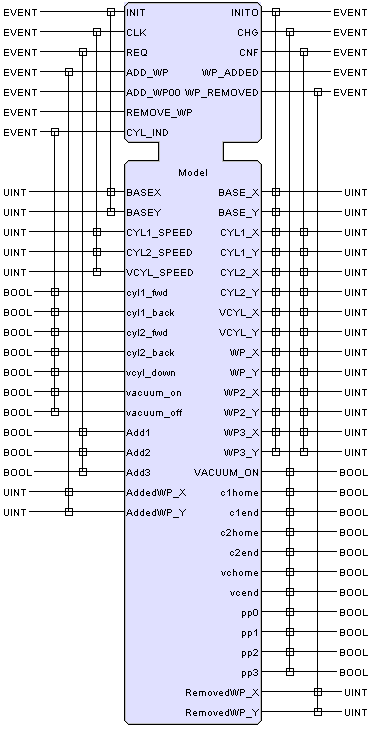 EVENT INIT INITO EVENT
EVENT CLK CHG EVENT
EVENT REQ CNF EVENT
EVENT ADD_WP WP_ADDED EVENT
EVENT ADD_WP00 WP_REMOVED EVENT
EVENT REMOVE_WP
EVENT CYL_IND
Model
UINT BASEX BASE_X UINT
UINT BASEY BASE_Y UINT
UINT CYL1_SPEED CYL1_X UINT
UINT CYL2_SPEED CYL1_Y UINT
UINT VCYL_SPEED CYL2_X UINT
BOOL cyl1_fwd CYL2_Y UINT
BOOL cyl1_back VCYL_X UINT
BOOL cyl2_fwd VCYL_Y UINT
BOOL cyl2_back WP_X UINT
BOOL vcyl_down WP_Y UINT
BOOL vacuum_on WP2_X UINT
BOOL vacuum_off WP2_Y UINT
BOOL Add1 WP3_X UINT
BOOL Add2 WP3_Y UINT
BOOL Add3 VACUUM_ON BOOL
UINT AddedWP_X c1home BOOL
UINT AddedWP_Y c1end BOOL
c2home BOOL
c2end BOOL
vchome BOOL
vcend BOOL
pp0 BOOL
pp1 BOOL
pp2 BOOL
pp3 BOOL
RemovedWP_X UINT
RemovedWP_Y UINT